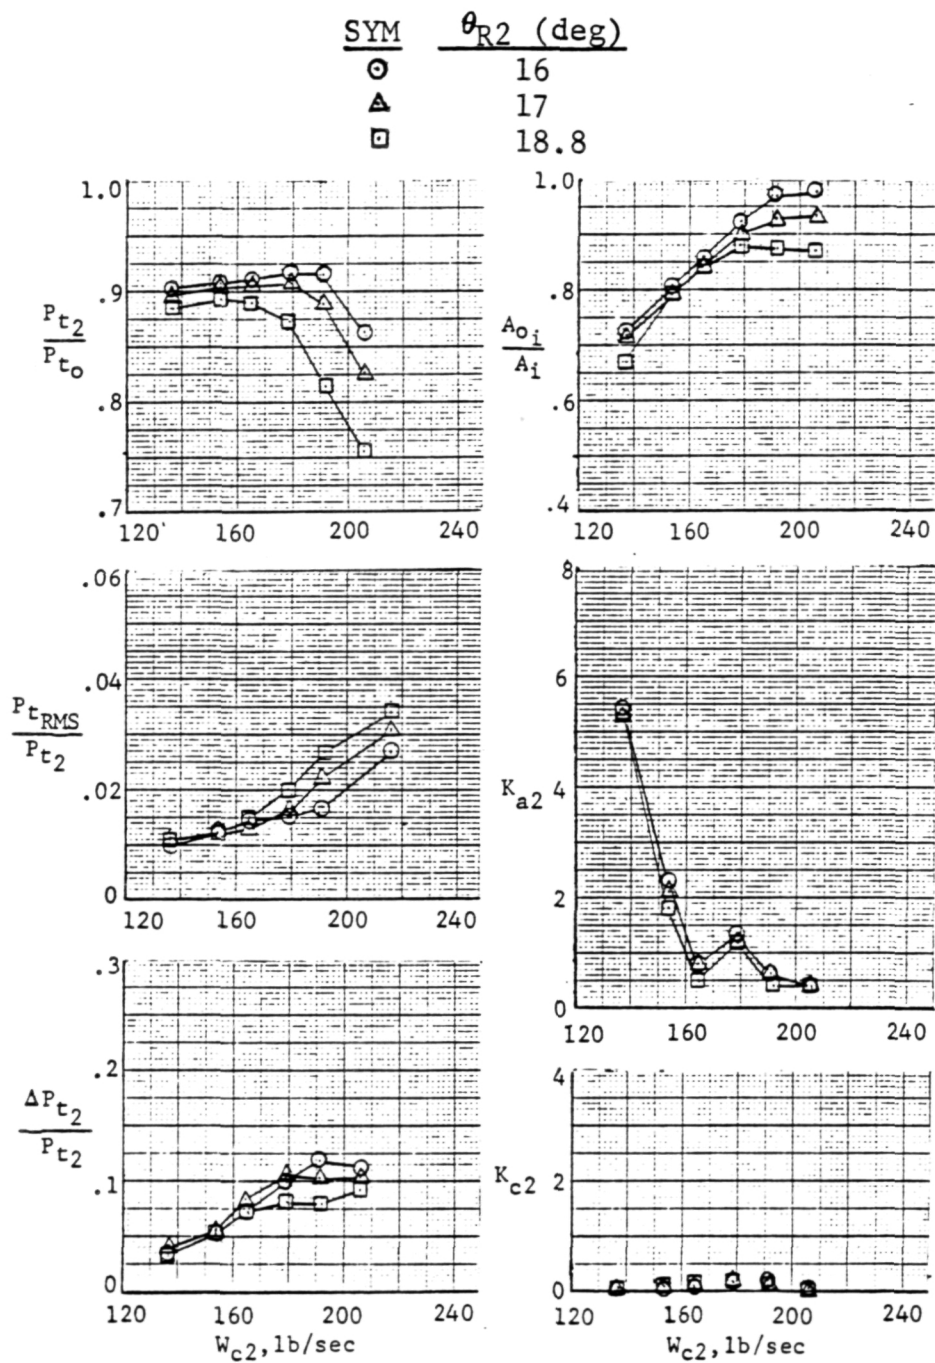 SYM θR2 (deg)
16
17
18.8
1.0
.9
.8
.7
Pt2
Pto
120 160 200 240
1.0
.8
.6
.4
Aoi
Ai
120 160 200 240
.06
.04
.02
0
PtRMS
Pt2
120 160 200 240
8
6
4
2
0
Ka2
120 160 200 240
.3
.2
.1
0
ΔPt2
Pt2
120 160 200 240
Wc2, lb/sec
4
2
0
Kc2
120 160 200 240
Wc2, lb/sec